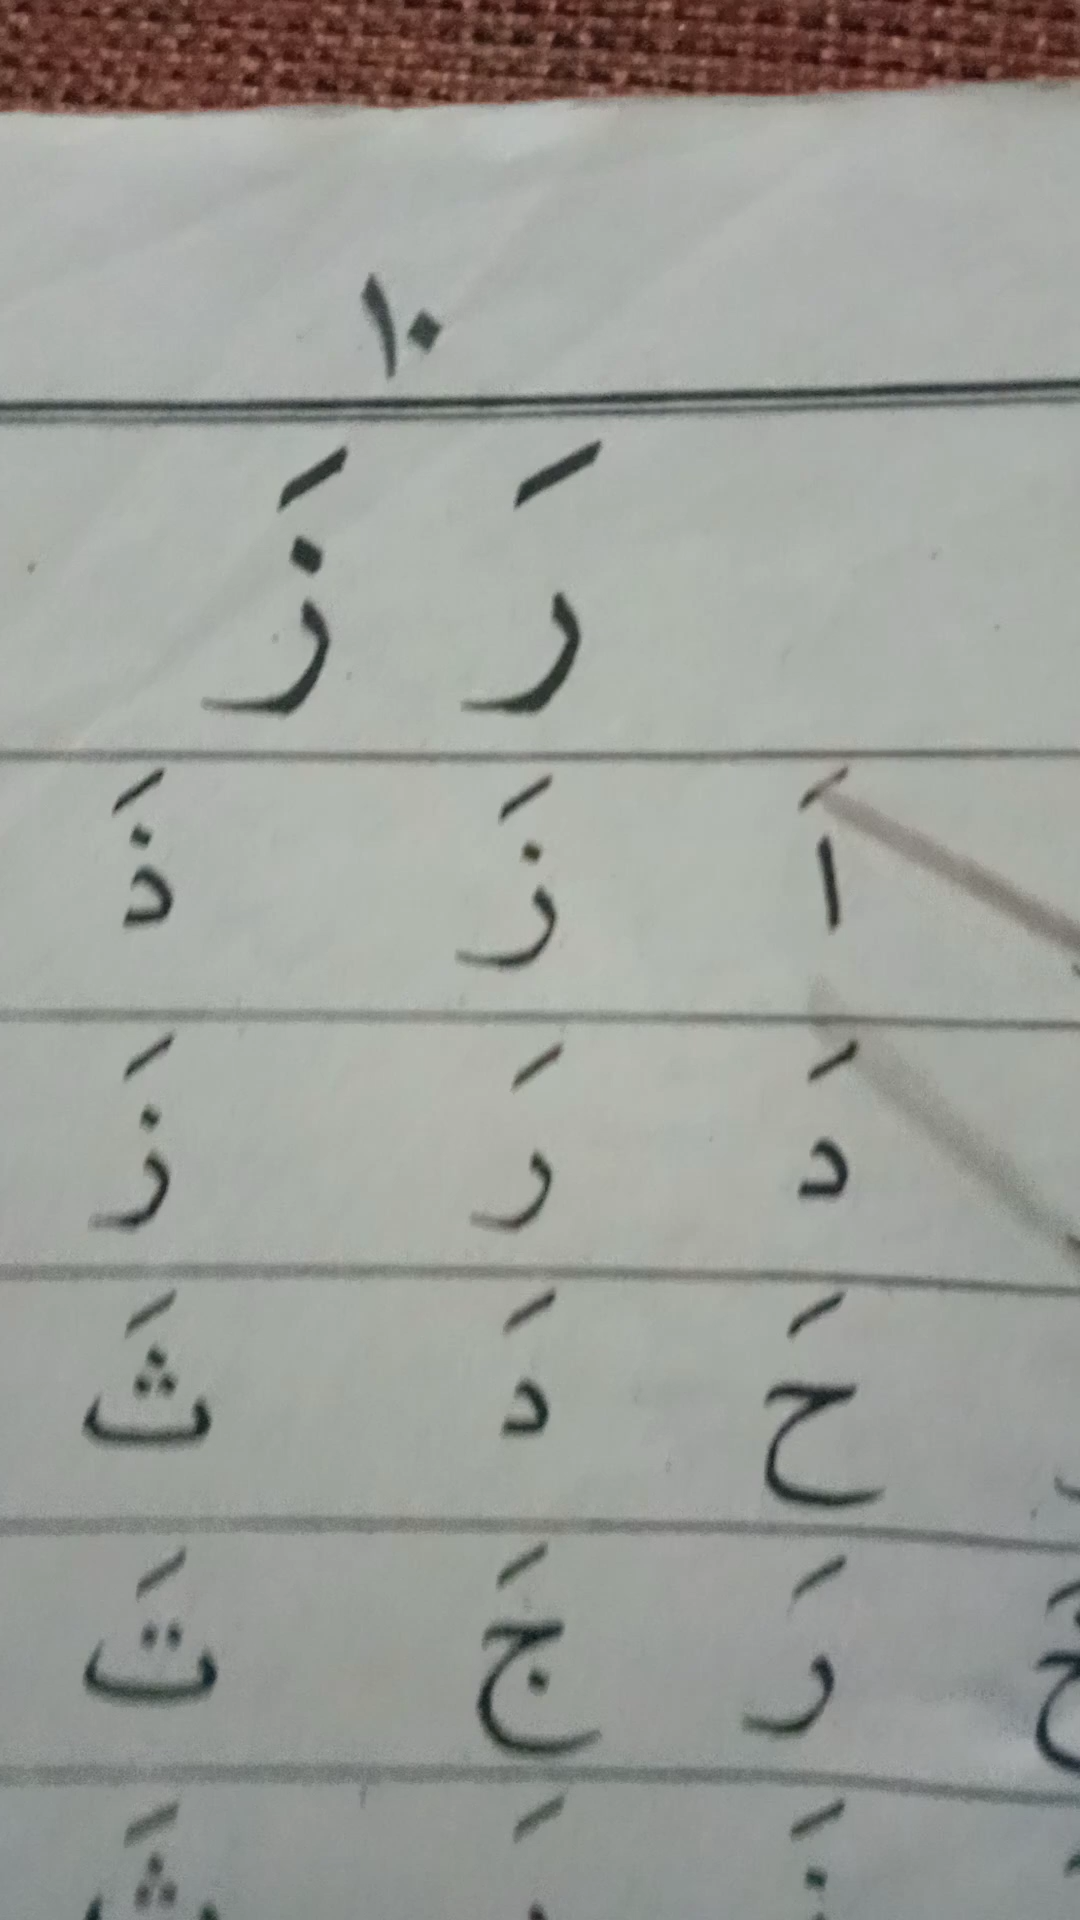 ١٠
رَ زَ
اَ زَ ذَ
دَ رَ زَ
حَ دَ ثَ
رَ جَ تَ